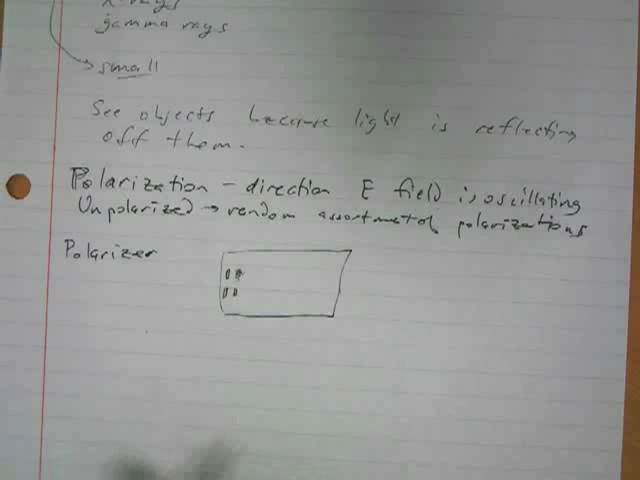 x-rays
gamma rays
small
See objects because light is reflecting
off them.
Polarization - direction E field is oscillating
Unpolarized → random assortment of polarizations
Polarizer